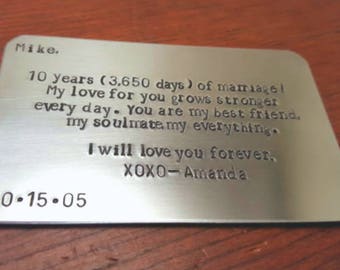 Mike,
10 years (3,650 days) of marriage!
My love for you grows stronger
every day. You are my best friend,
my soulmate, my everything.
I will love you forever,
XOXO-Amanda
0·15·05